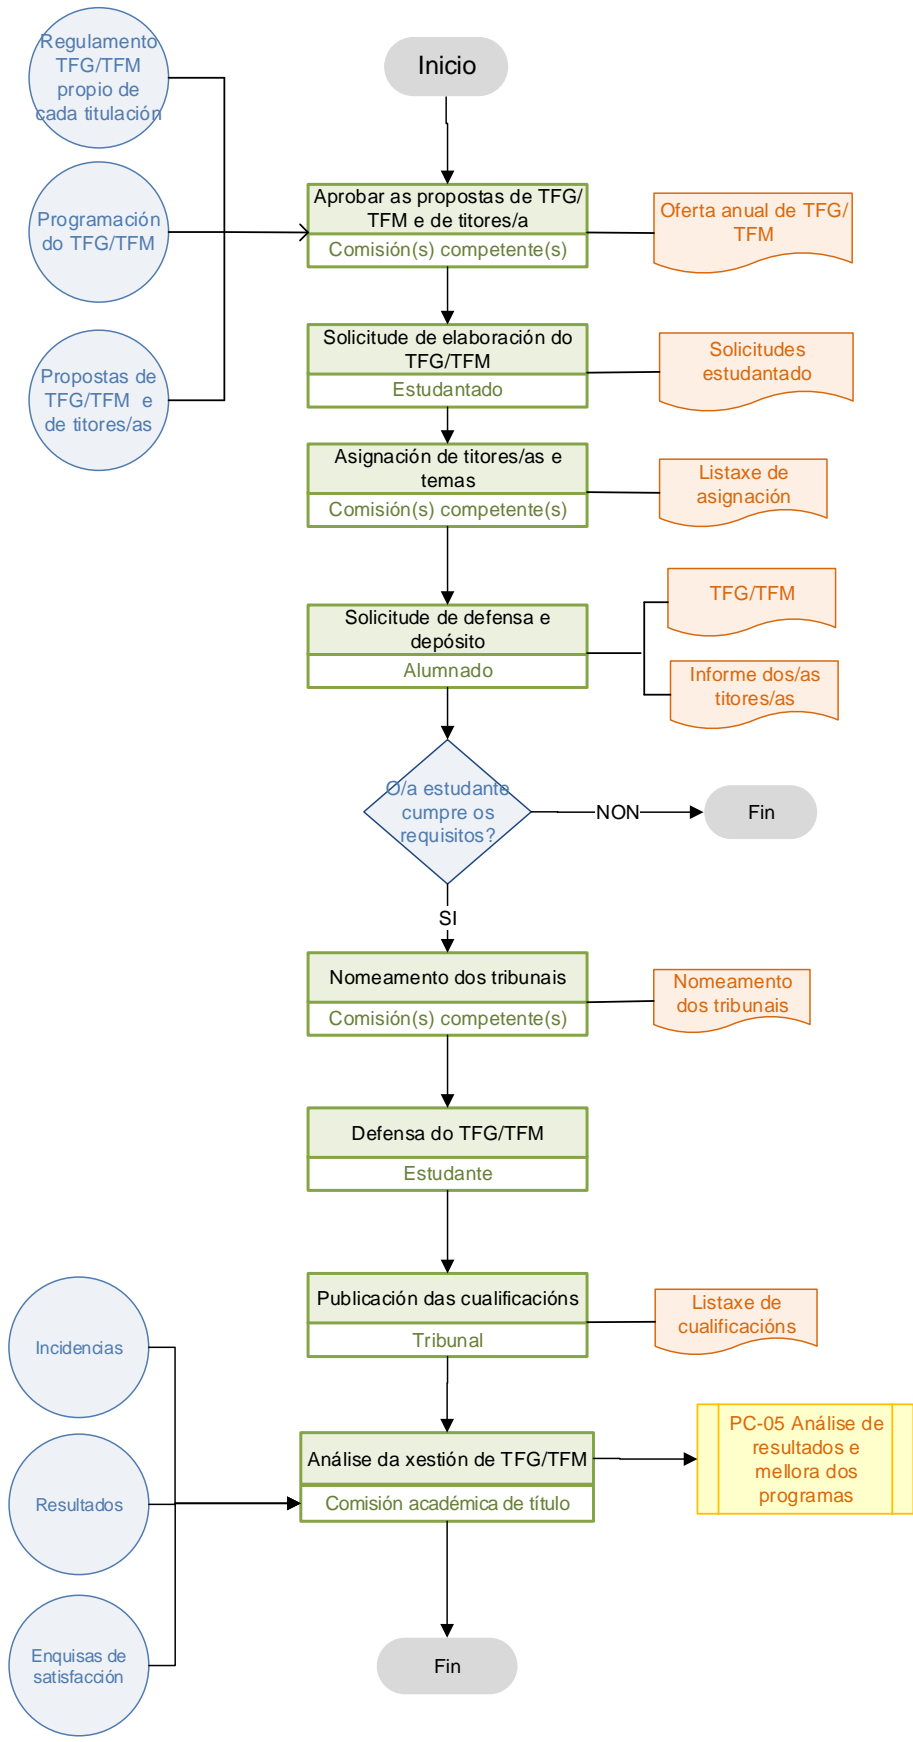 Regulamento
TFG/TFM
propio de
cada titulación
Inicio
Aprobar as propostas de TFG/
TFM e de titores/a
Comisión(s) competente(s)
Oferta anual de TFG/
TFM
Programación
do TFG/TFM
Propostas de
TFG/TFM e
de titores/as
Solicitude de elaboración do
TFG/TFM
Estudantado
Solicitudes
estudantado
Asignación de titores/as e
temas
Comisión(s) competente(s)
Listaxe de
asignación
Solicitude de defensa e
depósito
Alumnado
TFG/TFM
Informe dos/as
titores/as
O/a estudante
cumpre os
requisitos?
NON
Fin
SI
Nomeamento dos tribunais
Comisión(s) competente(s)
Nomeamento
dos tribunais
Defensa do TFG/TFM
Estudante
Publicación das cualificacións
Tribunal
Listaxe de
cualificacións
Incidencias
Resultados
Enquisas de
satisfacción
Análise da xestión de TFG/TFM
Comisión académica de título
PC-05 Análise de
resultados e
mellora dos
programas
Fin